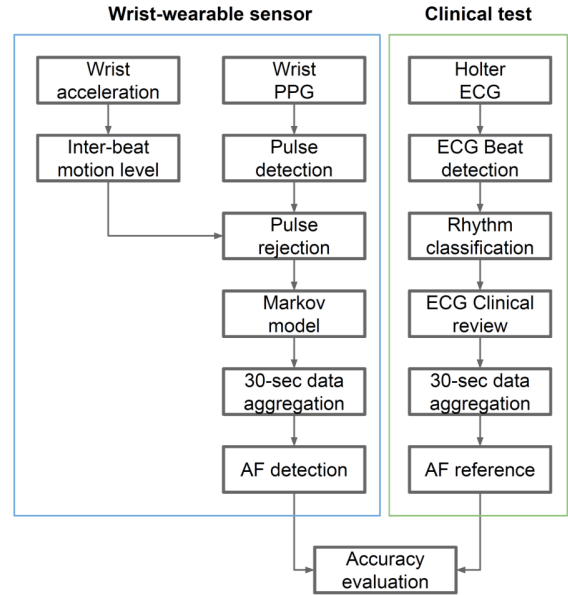 Wrist-wearable sensor
Clinical test
Wrist
acceleration
Wrist
PPG
Holter
ECG
Inter-beat
motion level
Pulse
detection
ECG Beat
detection
Pulse
rejection
Rhythm
classification
Markov
model
ECG Clinical
review
30-sec data
aggregation
30-sec data
aggregation
AF detection
AF reference
Accuracy
evaluation